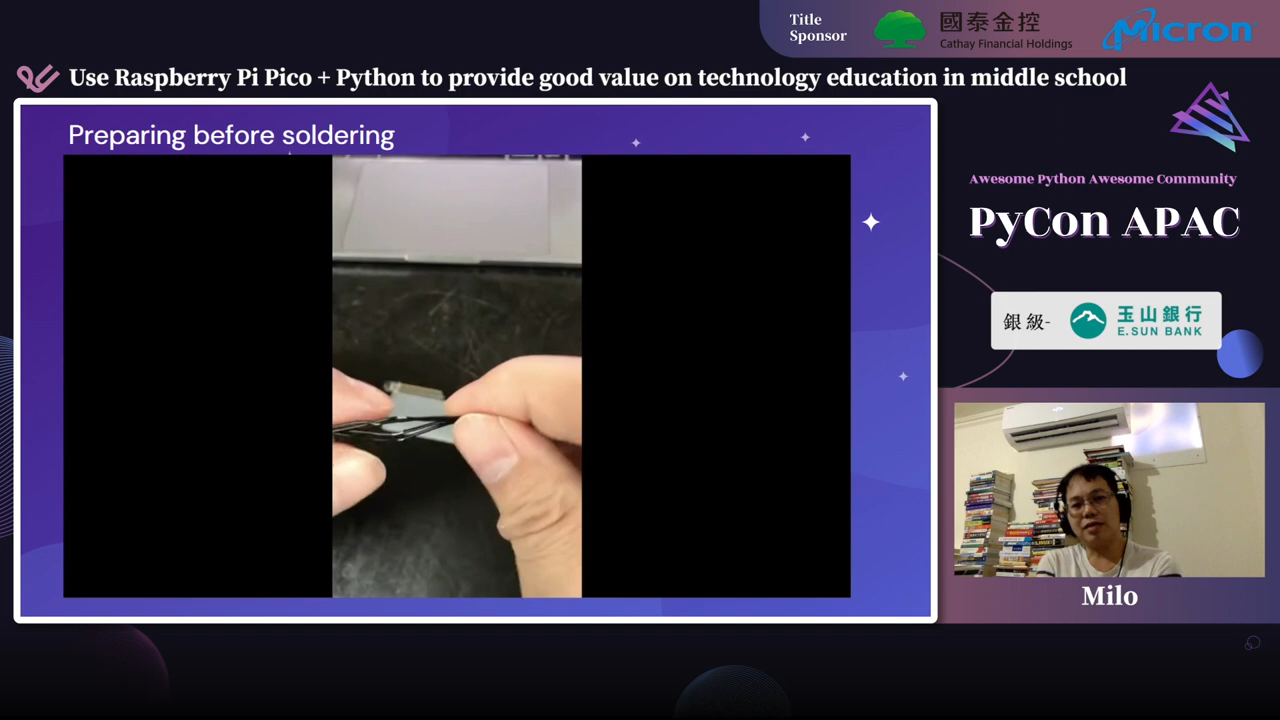 Title
Sponsor
國泰金控
Cathay Financial Holdings
Micron
Use Raspberry Pi Pico + Python to provide good value on technology education in middle school
Preparing before soldering
Awesome Python Awesome Community
PyCon APAC
銀級-
玉山銀行
E.SUN BANK
Milo